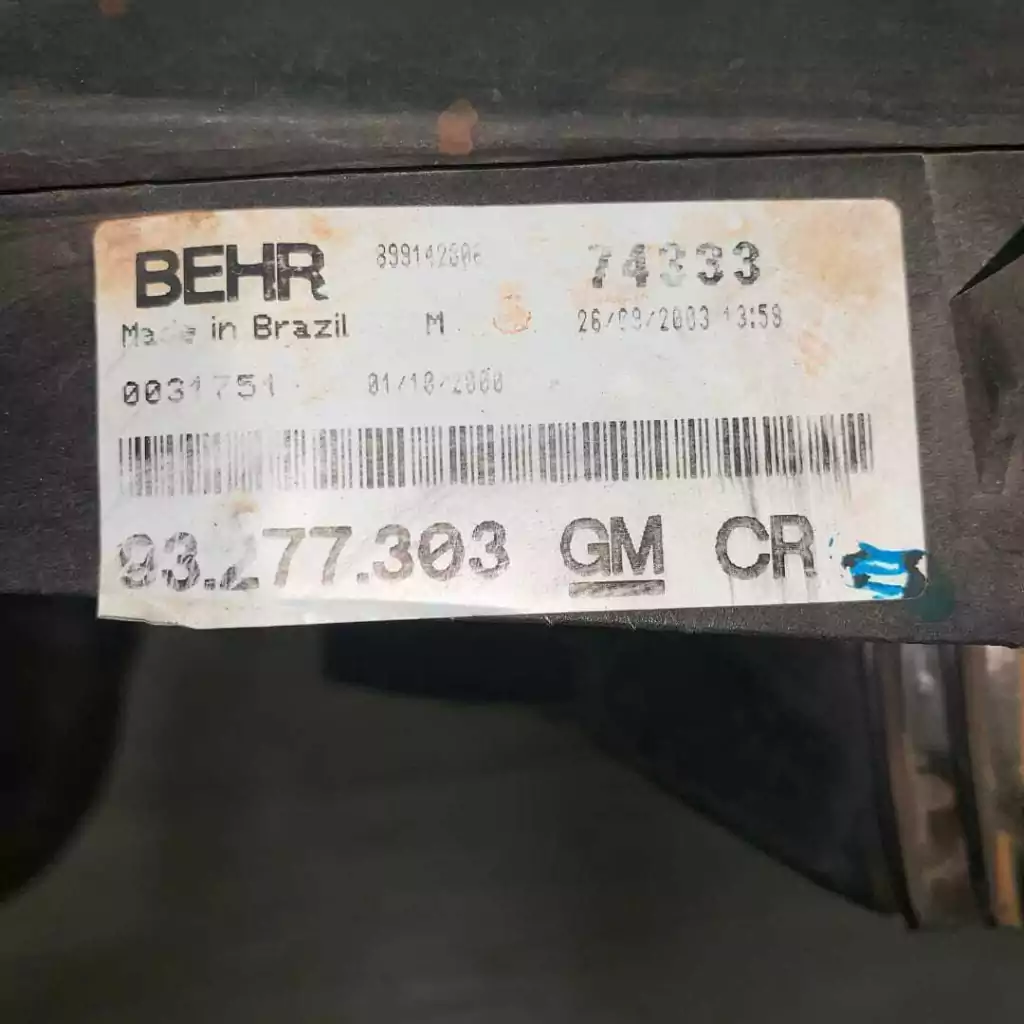 BEHR 899142806 74333
Made in Brazil M 26/09/2003 13:58
0031751 01/10/2000
93.277.303 GM CR